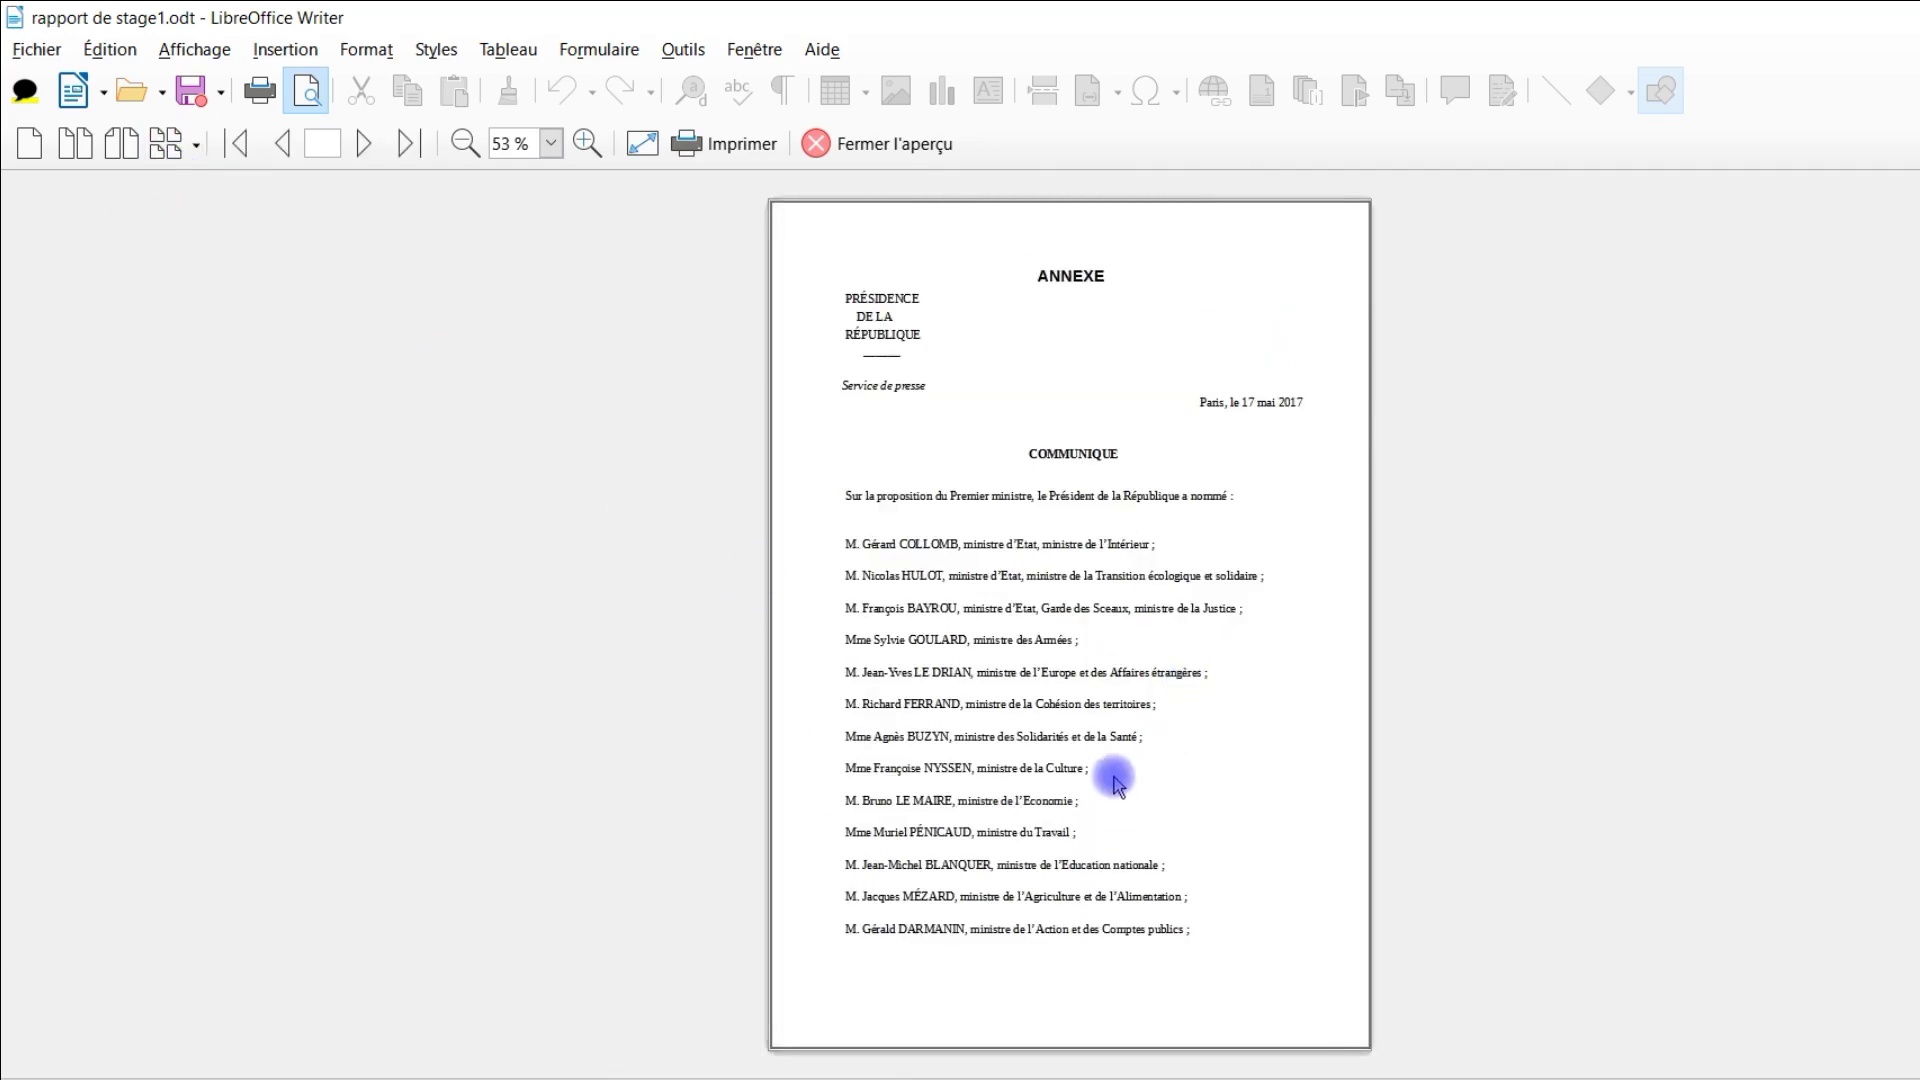 rapport de stage1.odt - LibreOffice Writer
Fichier Édition Affichage Insertion Format Styles Tableau Formulaire Outils Fenêtre Aide
53 % Imprimer Fermer l'aperçu
ANNEXE
PRÉSIDENCE
DE LA
RÉPUBLIQUE
Service de presse
Paris, le 17 mai 2017
COMMUNIQUE
Sur la proposition du Premier ministre, le Président de la République a nommé :
M. Gérard COLLOMB, ministre d’Etat, ministre de l’Intérieur ;
M. Nicolas HULOT, ministre d’Etat, ministre de la Transition écologique et solidaire ;
M. François BAYROU, ministre d’Etat, Garde des Sceaux, ministre de la Justice ;
Mme Sylvie GOULARD, ministre des Armées ;
M. Jean-Yves LE DRIAN, ministre de l’Europe et des Affaires étrangères ;
M. Richard FERRAND, ministre de la Cohésion des territoires ;
Mme Agnès BUZYN, ministre des Solidarités et de la Santé ;
Mme Françoise NYSSEN, ministre de la Culture ;
M. Bruno LE MAIRE, ministre de l’Economie ;
Mme Muriel PÉNICAUD, ministre du Travail ;
M. Jean-Michel BLANQUER, ministre de l’Education nationale ;
M. Jacques MÉZARD, ministre de l’Agriculture et de l’Alimentation ;
M. Gérald DARMANIN, ministre de l’Action et des Comptes publics ;